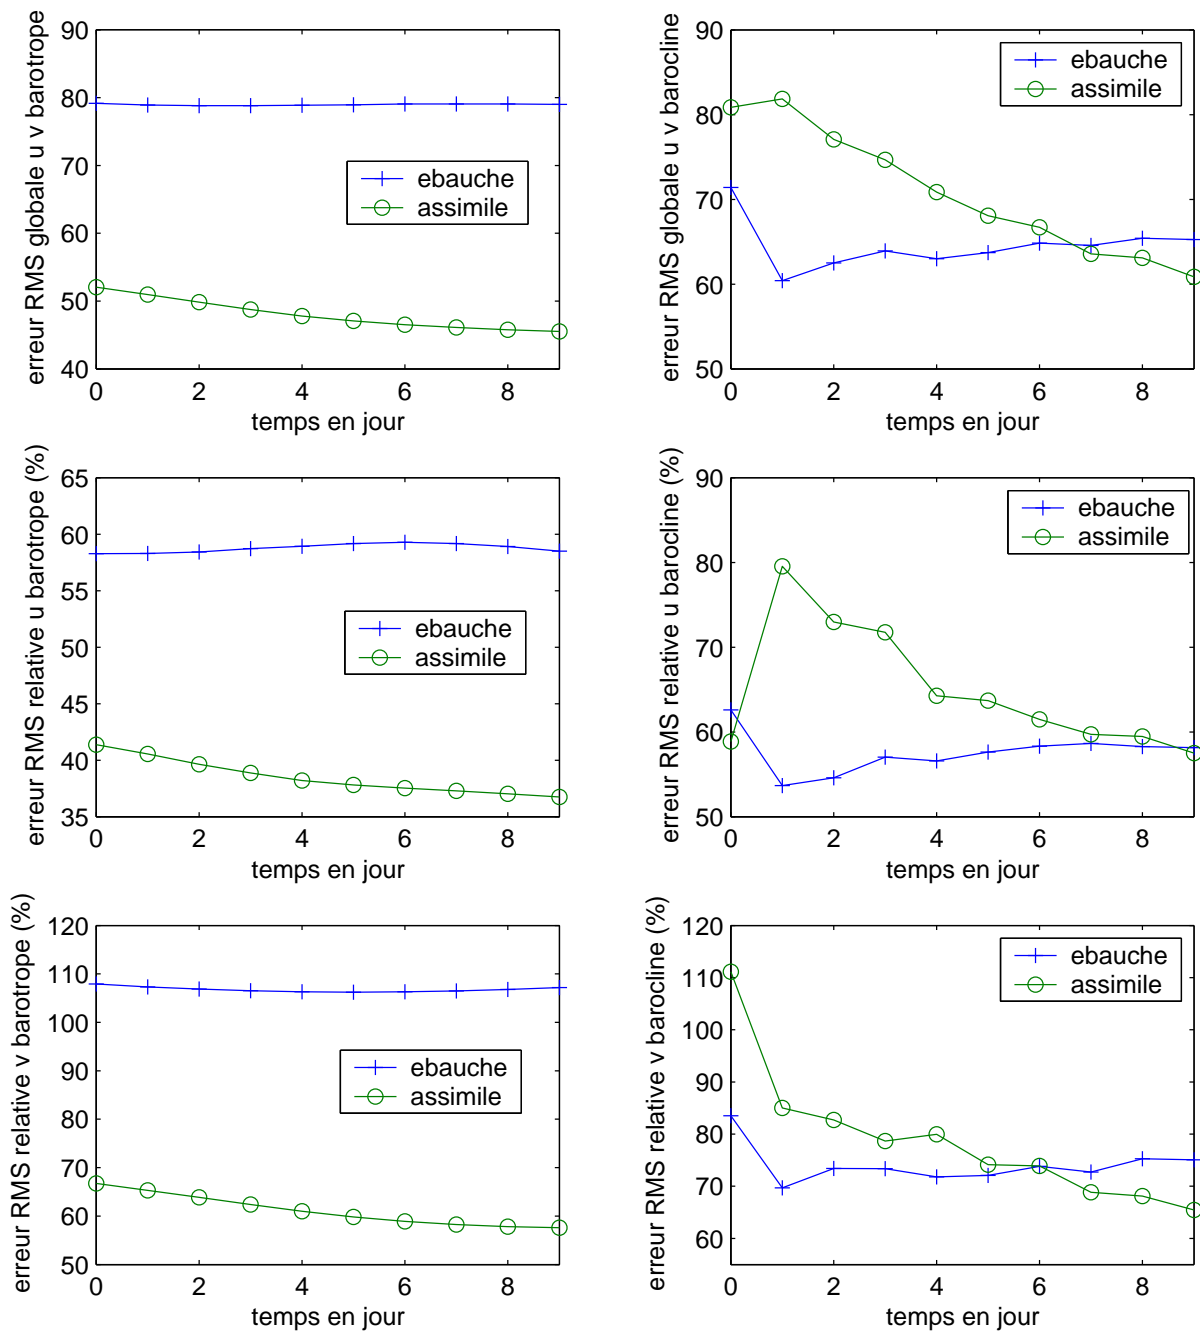 erreur RMS globale u v barotrope
90
80
70
60
50
40
0 2 4 6 8
temps en jour
ebauche
assimile
erreur RMS globale u v barocline
90
80
70
60
50
0 2 4 6 8
temps en jour
ebauche
assimile
erreur RMS relative u barotrope (%)
65
60
55
50
45
40
35
0 2 4 6 8
temps en jour
ebauche
assimile
erreur RMS relative u barocline (%)
90
80
70
60
50
0 2 4 6 8
temps en jour
ebauche
assimile
erreur RMS relative v barotrope (%)
120
110
100
90
80
70
60
50
0 2 4 6 8
temps en jour
ebauche
assimile
erreur RMS relative v barocline (%)
120
110
100
90
80
70
60
0 2 4 6 8
temps en jour
ebauche
assimile